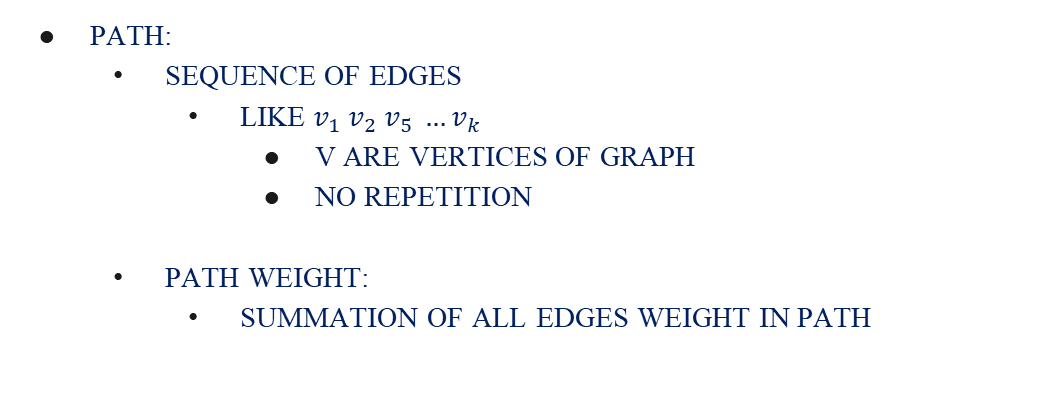 ● PATH:
• SEQUENCE OF EDGES
• LIKE 𝑣₁ 𝑣₂ 𝑣₅ … 𝑣ₖ
● V ARE VERTICES OF GRAPH
● NO REPETITION
• PATH WEIGHT:
• SUMMATION OF ALL EDGES WEIGHT IN PATH